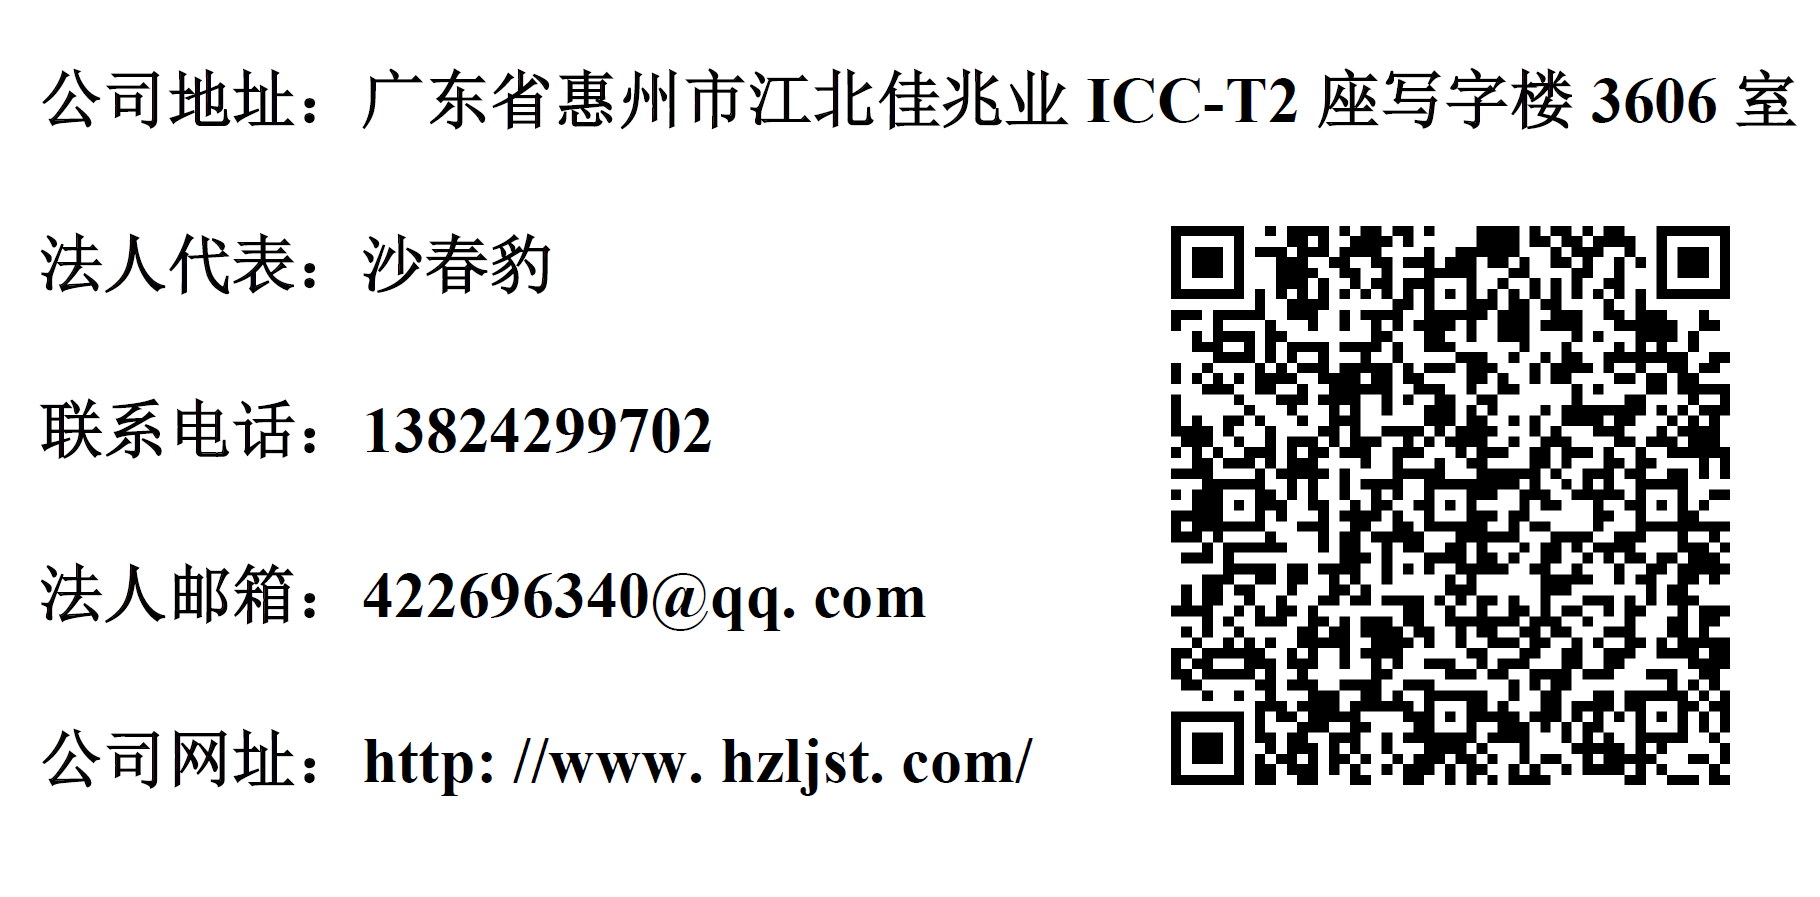 公司地址：广东省惠州市江北佳兆业 ICC-T2 座写字楼 3606 室
法人代表：沙春豹
联系电话：13824299702
法人邮箱：422696340@qq. com
公司网址：http: //www. hzljst. com/